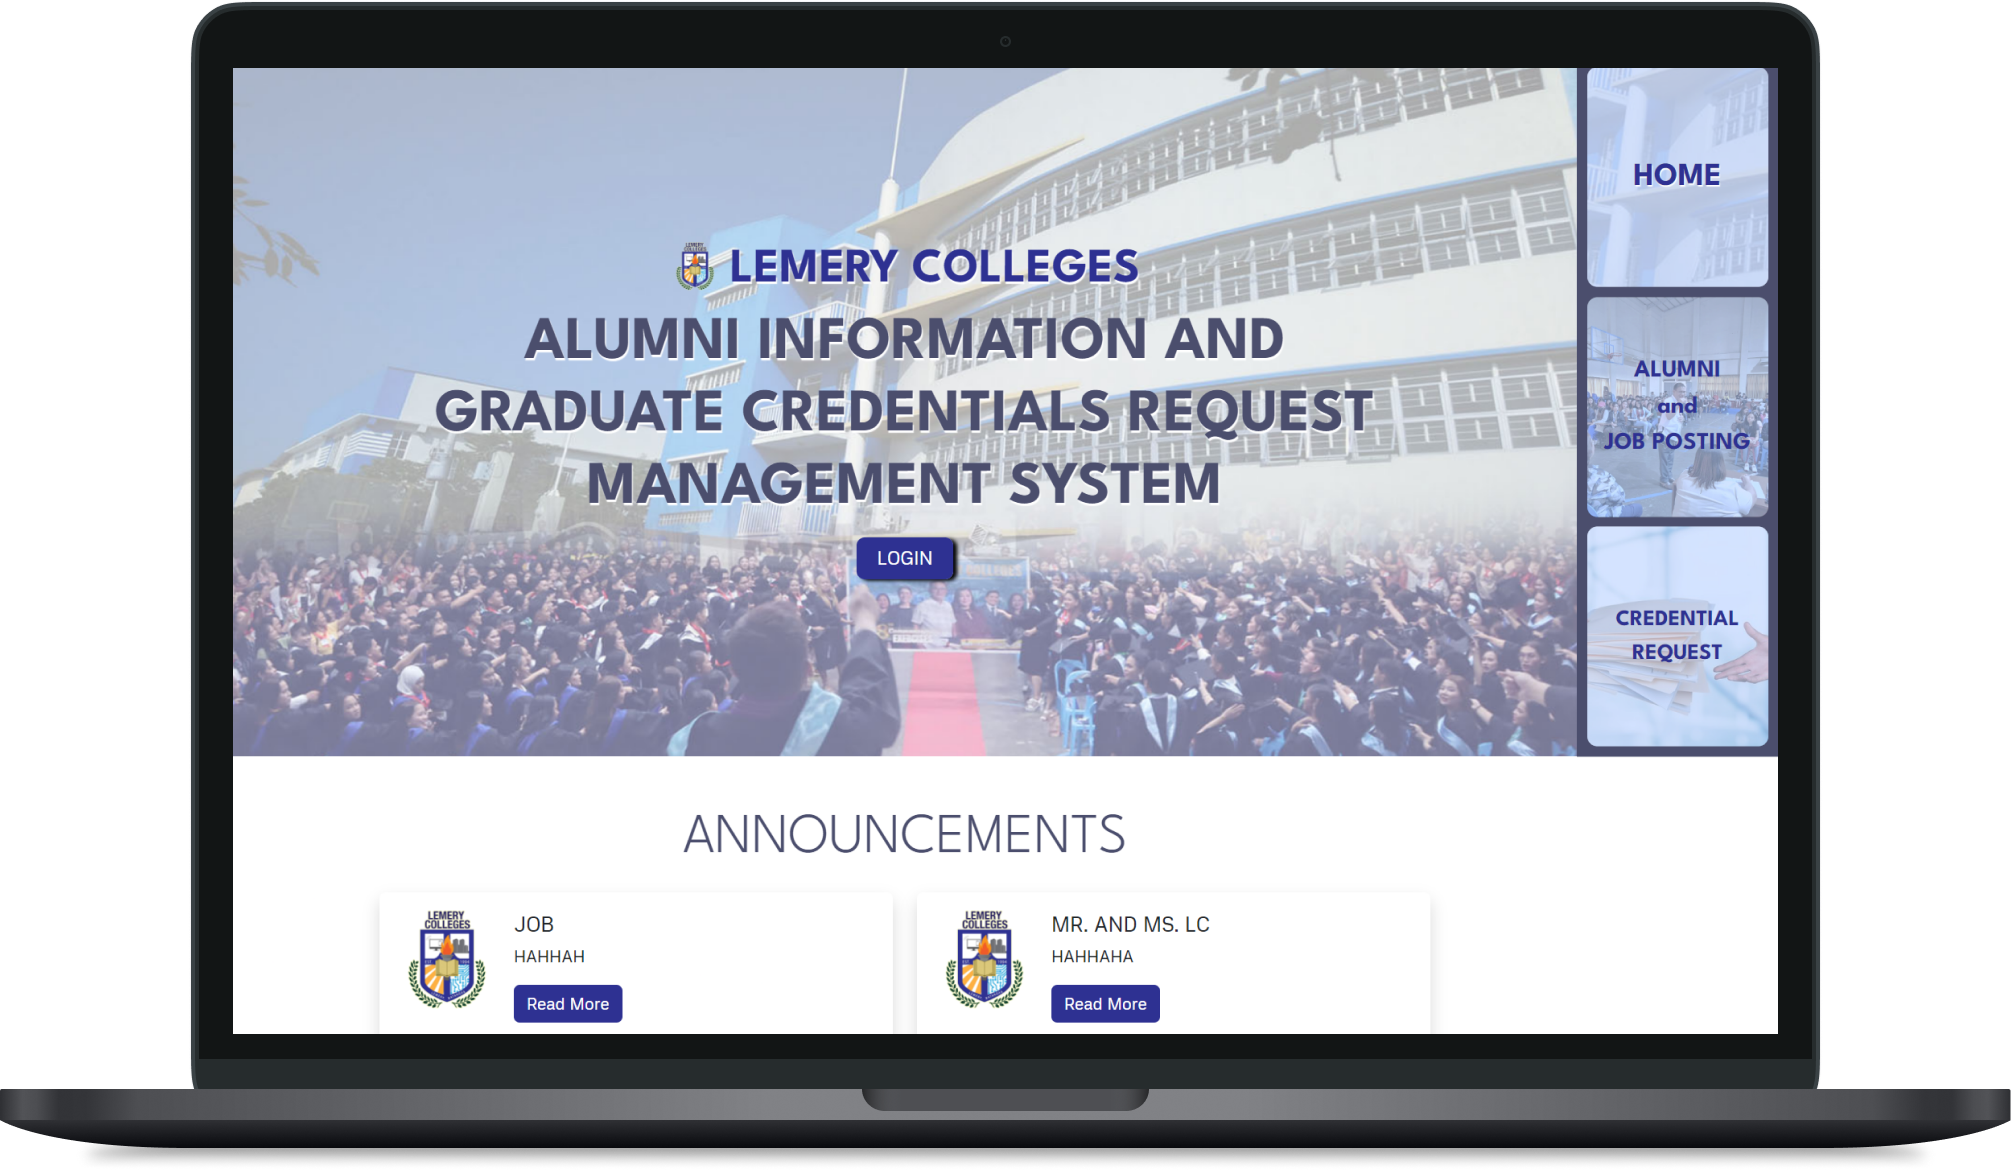 LEMERY COLLEGES
ALUMNI INFORMATION AND
GRADUATE CREDENTIALS REQUEST
MANAGEMENT SYSTEM
LOGIN
HOME
ALUMNI
and
JOB POSTING
CREDENTIAL
REQUEST
ANNOUNCEMENTS
LEMERY
COLLEGES
JOB
HAHHAH
Read More
LEMERY
COLLEGES
MR. AND MS. LC
HAHHAHA
Read More